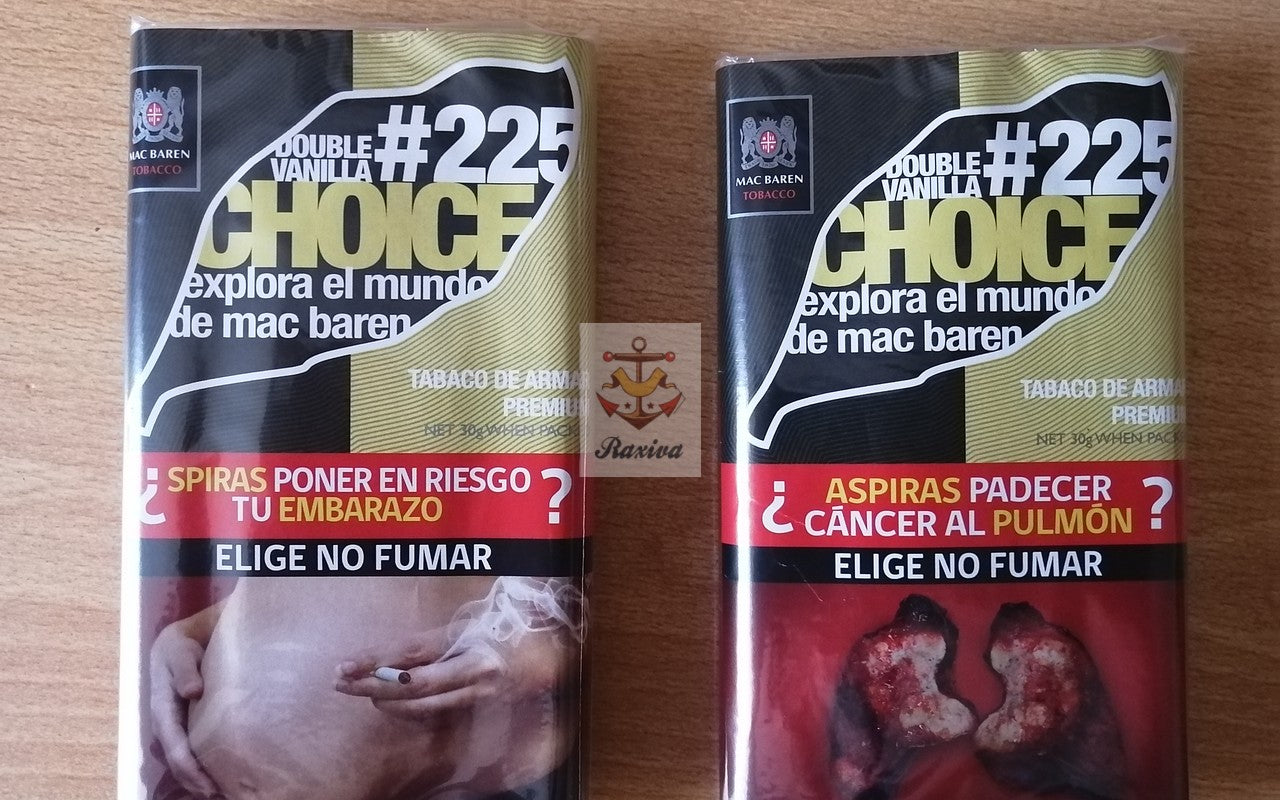 MAC BAREN
TOBACCO
DOUBLE
VANILLA
#225
CHOICE
explora el mundo
de mac baren
TABACO DE ARMA
PREMIU
NET 30g WHEN PACK
¿SPIRAS PONER EN RIESGO
TU EMBARAZO?
ELIGE NO FUMAR
MAC BAREN
TOBACCO
DOUBLE
VANILLA
#225
CHOICE
explora el mundo
de mac baren
TABACO DE ARMA
PREMIU
NET 30g WHEN PACK
¿ASPIRAS PADECER
CÁNCER AL PULMÓN?
ELIGE NO FUMAR
Raxiva